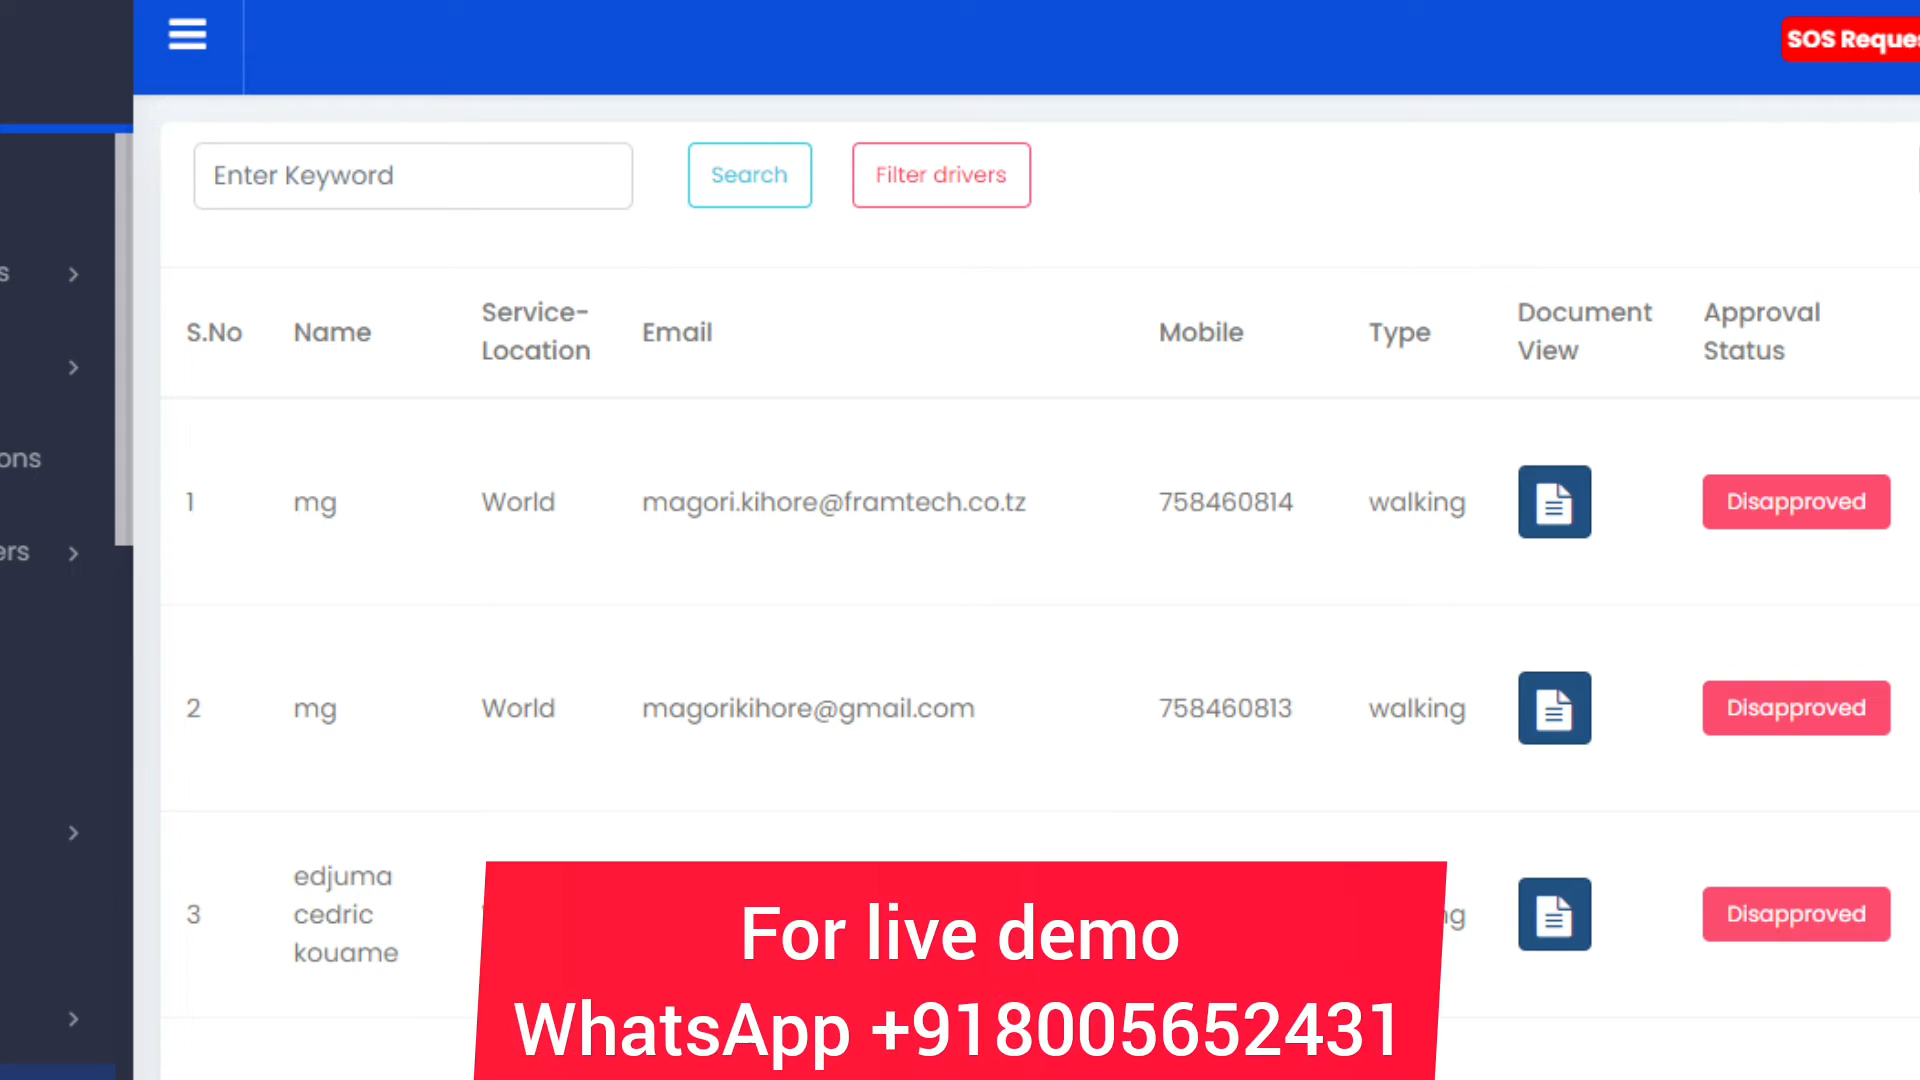 SOS Reques
Enter Keyword
Search
Filter drivers
s
ons
ers
S.No Name Service-Location Email Mobile Type Document View Approval Status
1 mg World magori.kihore@framtech.co.tz 758460814 walking Disapproved
2 mg World magorikihore@gmail.com 758460813 walking Disapproved
3 edjuma cedric kouame ng Disapproved
For live demo
WhatsApp +918005652431